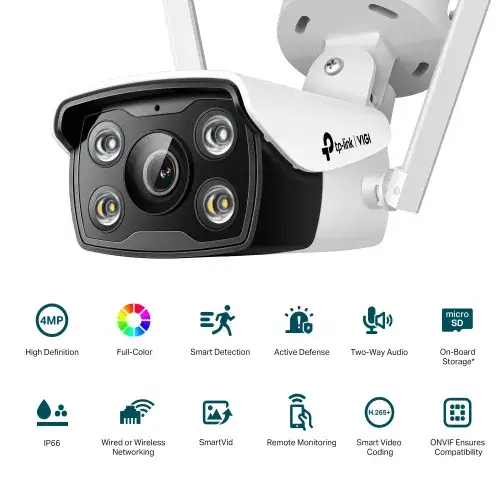 tp-link | VIGI
4MP
micro
SD
High Definition
Full-Color
Smart Detection
Active Defense
Two-Way Audio
On-Board
Storage*
H.265+
IP66
Wired or Wireless
Networking
SmartVid
Remote Monitoring
Smart Video
Coding
ONVIF Ensures
Compatibility